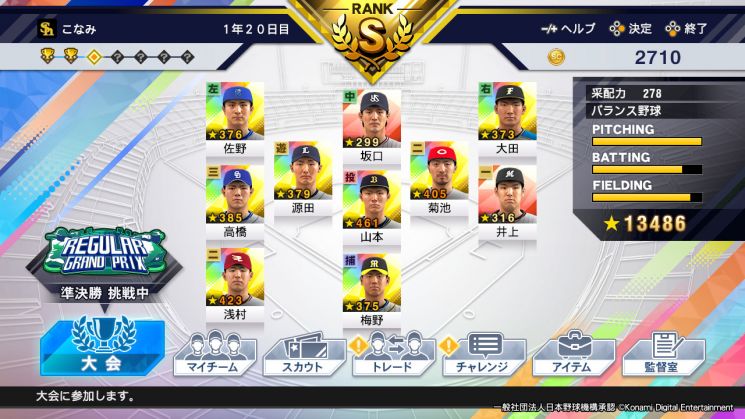 こなみ
1年20日目
RANK
S
-/+ ヘルプ
決定
終了
? ? ? ?
SC
2710
左
★376
佐野
中
★299
坂口
右
★373
大田
遊
★379
源田
二
★405
菊池
三
★385
高橋
投
★461
山本
一
★316
井上
二
★423
浅村
捕
★375
梅野
采配力 278
バランス野球
PITCHING
BATTING
FIELDING
★13486
REGULAR
GRAND PRIX
準決勝 挑戦中
大会
マイチーム
スカウト
トレード
チャレンジ
アイテム
監督室
大会に参加します。
一般社団法人日本野球機構承認 ©Konami Digital Entertainment